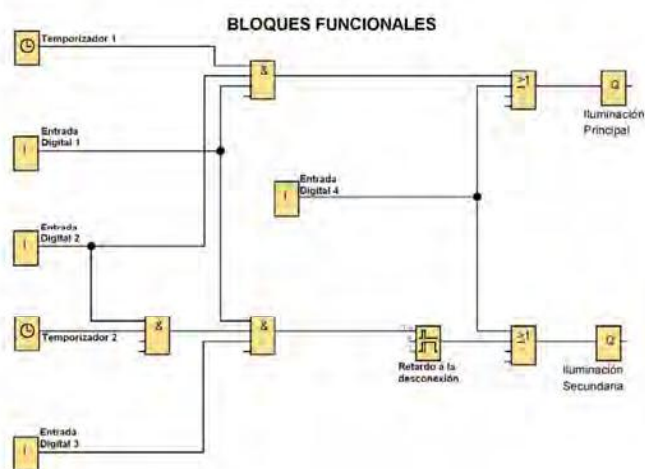 BLOQUES FUNCIONALES
Temporizador 1
&
≥1
Q
Iluminación
Principal
Entrada
Digital 1
I
Entrada
Digital 4
I
Entrada
Digital 2
I
Temporizador 2
&
&
Retardo a la
desconexión
≥1
Q
Iluminación
Secundaria
Entrada
Digital 3
I